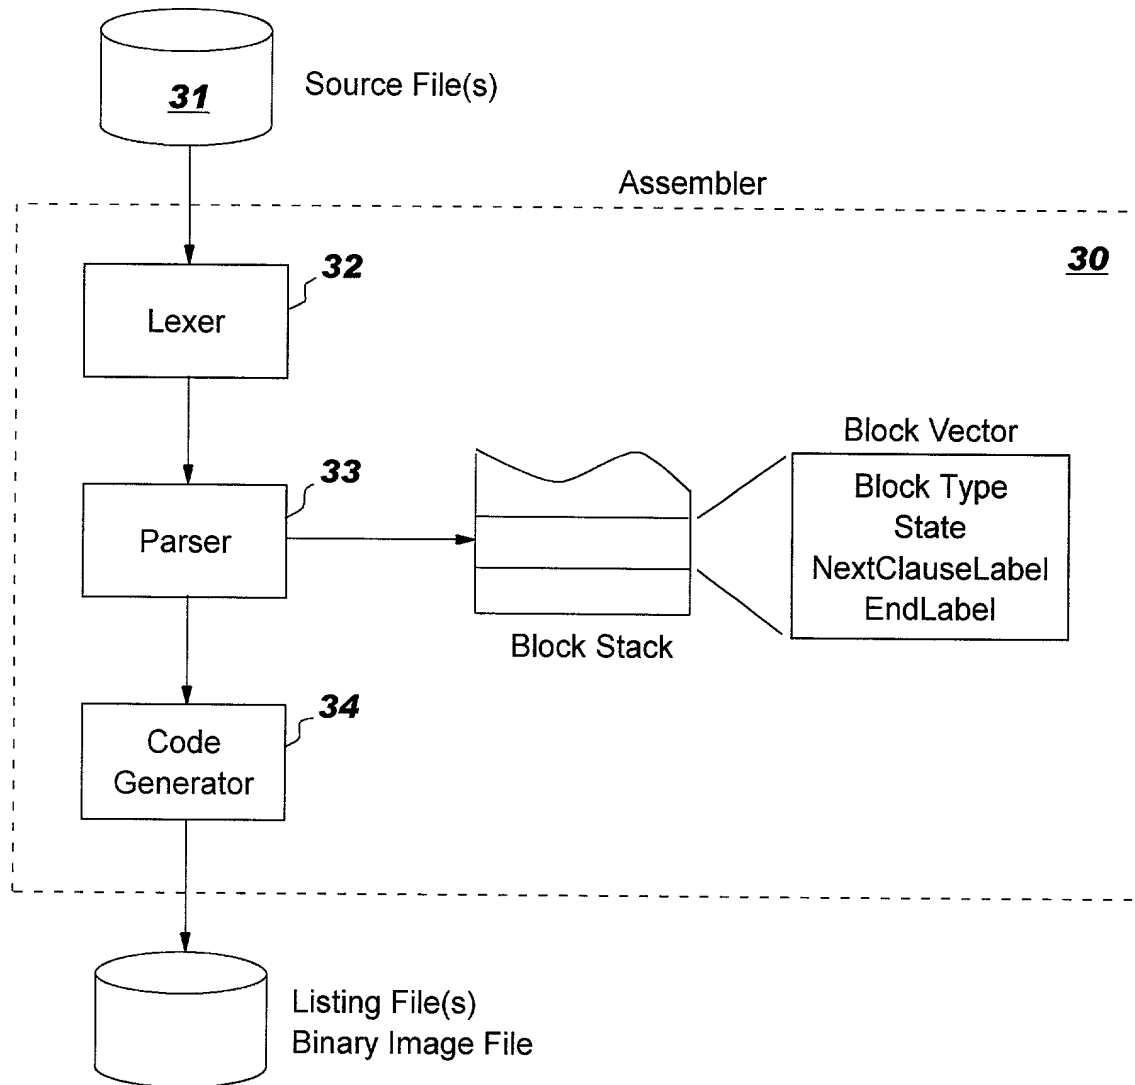 31
Source File(s)
Assembler
30
32
Lexer
33
Parser
Block Stack
Block Vector
Block Type
State
NextClauseLabel
EndLabel
34
Code
Generator
Listing File(s)
Binary Image File